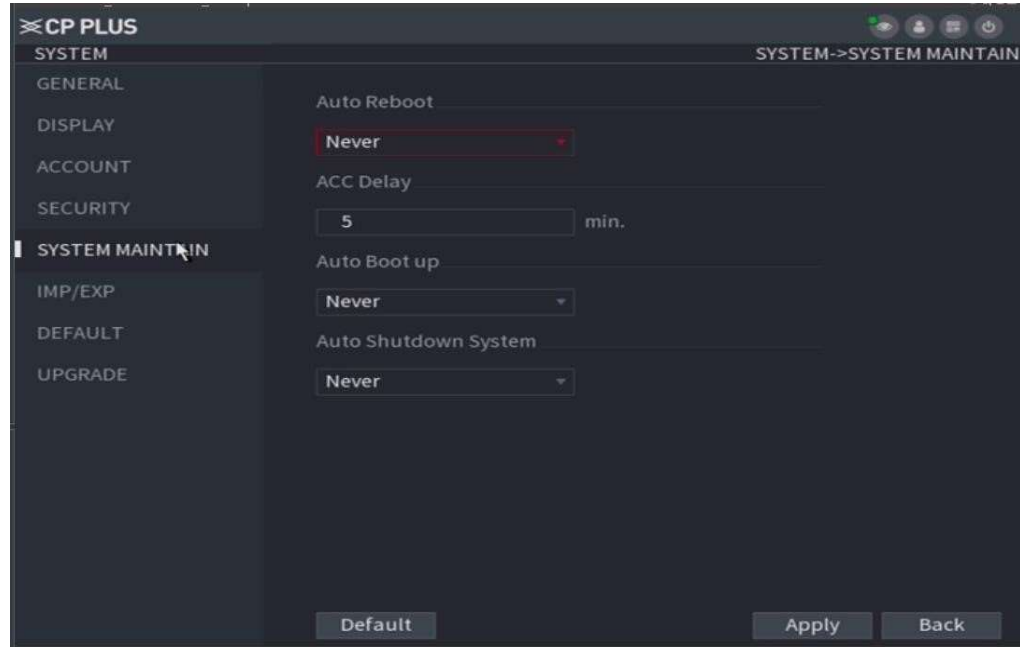 CP PLUS
SYSTEM
SYSTEM->SYSTEM MAINTAIN
GENERAL
DISPLAY
ACCOUNT
SECURITY
SYSTEM MAINTAIN
IMP/EXP
DEFAULT
UPGRADE
Auto Reboot
Never
ACC Delay
5 min.
Auto Boot up
Never
Auto Shutdown System
Never
Default
Apply
Back